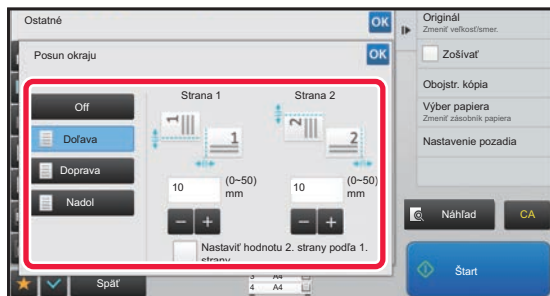 Ostatné
OK
Posun okraju
OK
Off
Doľava
Doprava
Nadol
Strana 1
Strana 2
1
2
10
(0~50)
mm
10
(0~50)
mm
Nastaviť hodnotu 2. strany podľa 1.
strany
Späť
A4
4 A4
Originál
Zmeniť veľkosť/smer.
Zošívať
Obojstr. kópia
Výber papiera
Zmeniť zásobník papiera
Nastavenie pozadia
Náhľad
CA
Štart